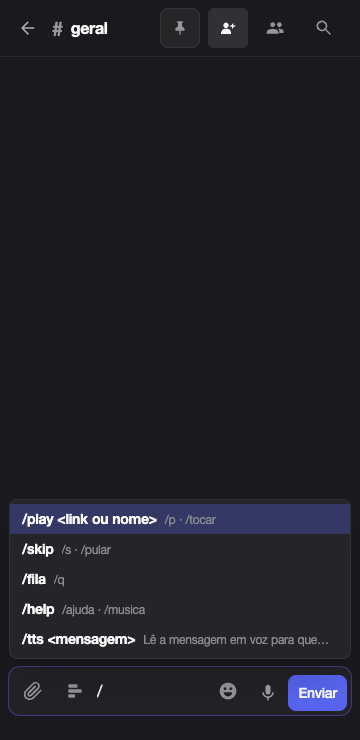 # geral
/play <link ou nome> /p · /tocar
/skip /s · /pular
/fila /q
/help /ajuda · /musica
/tts <mensagem> Lê a mensagem em voz para que...
/
Enviar